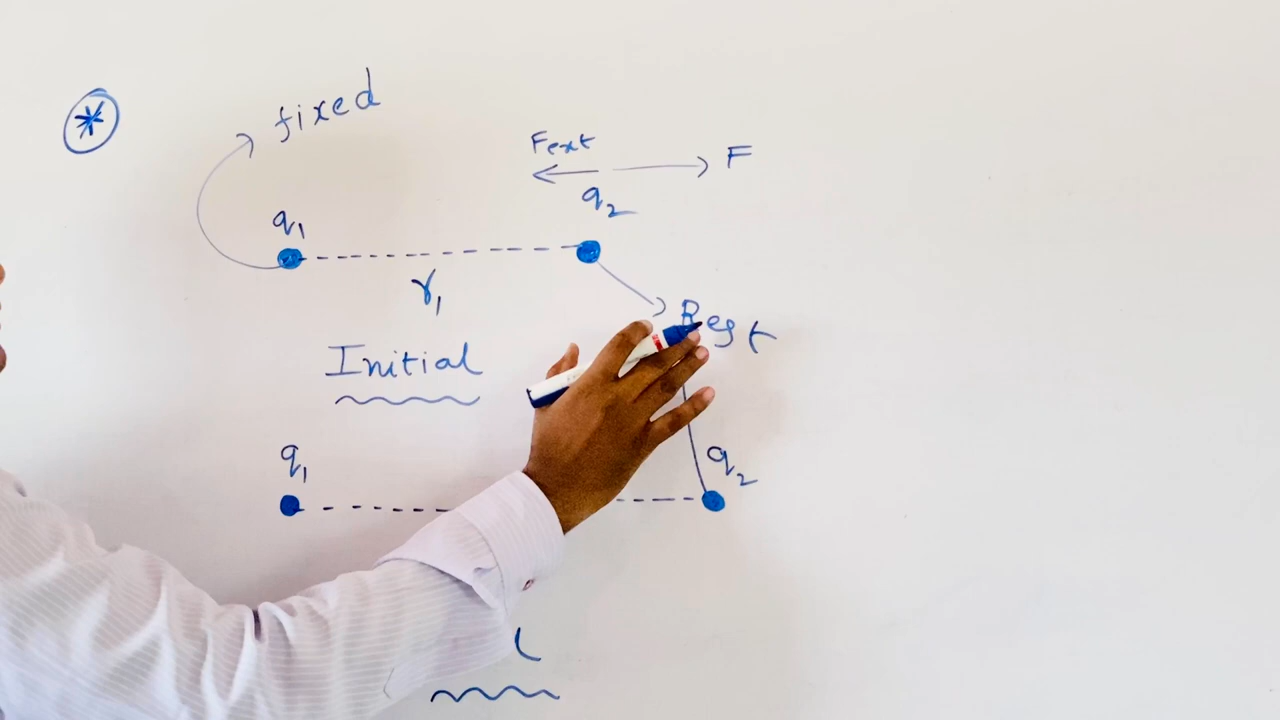 *
fixed
Fext
F
q1
q2
r1
Rest
Initial
q1
q2